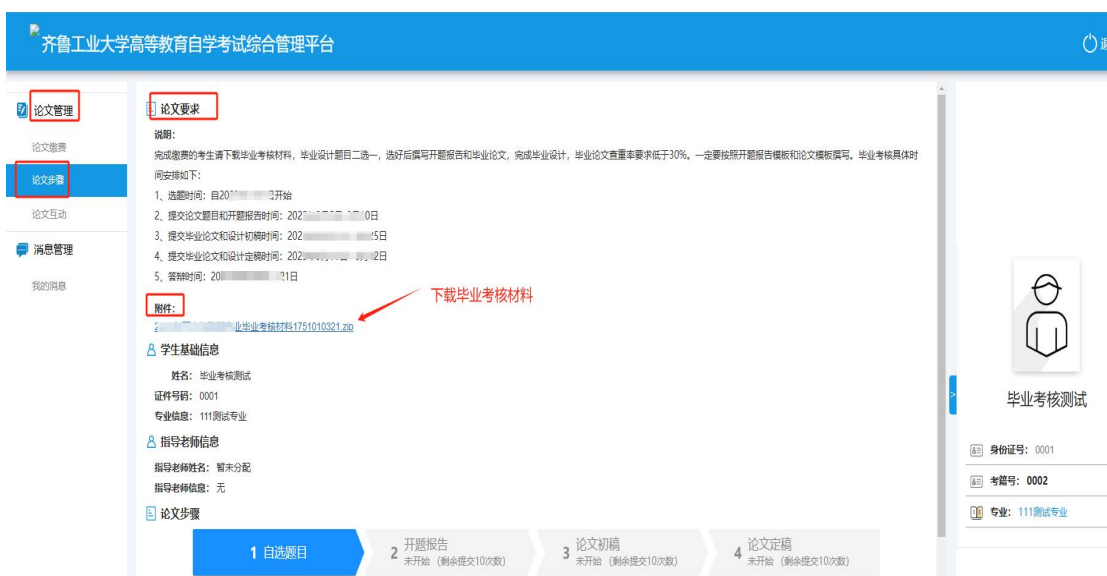 齐鲁工业大学高等教育自学考试综合管理平台
论文管理
论文缴费
论文步骤
论文互动
消息管理
我的消息
论文要求
说明：
完成缴费的考生请下载毕业考核材料，毕业设计题目二选一，选好后撰写开题报告和毕业论文，完成毕业设计，毕业论文查重率要求低于30%。一定要按照开题报告模板和论文模板撰写。毕业考核具体时
间安排如下：
1、选题时间：自20 开始
2、提交论文题目和开题报告时间：202 0日
3、提交毕业论文和设计初稿时间：202 25日
4、提交毕业论文和设计定稿时间：202 2日
5、答辩时间：20 21日
附件：
业毕业考核材料1751010321.zip
下载毕业考核材料
学生基础信息
姓名：毕业考核测试
证件号码：0001
专业信息：111测试专业
指导老师信息
指导老师姓名：暂未分配
指导老师信息：无
论文步骤
1 自选题目
2 开题报告
未开始（剩余提交10次数）
3 论文初稿
未开始（剩余提交10次数）
4 论文定稿
未开始（剩余提交10次数）
>
毕业考核测试
身份证号：0001
考籍号：0002
专业：111测试专业